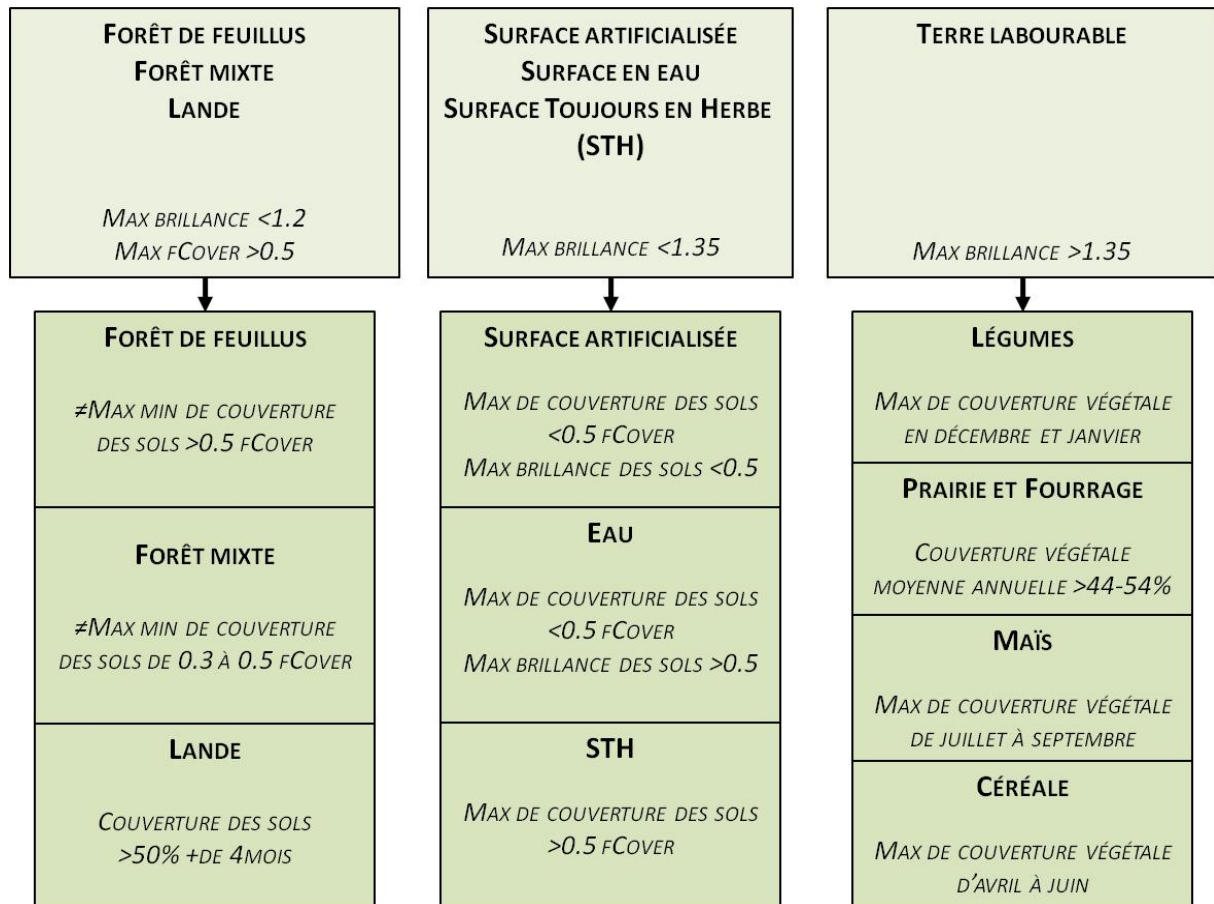 FORÊT DE FEUILLUS
FORÊT MIXTE
LANDE
MAX BRILLANCE <1.2
MAX FCOVER >0.5
SURFACE ARTIFICIALISÉE
SURFACE EN EAU
SURFACE TOUJOURS EN HERBE
(STH)
MAX BRILLANCE <1.35
TERRE LABOURABLE
MAX BRILLANCE >1.35
FORÊT DE FEUILLUS
≠MAX MIN DE COUVERTURE
DES SOLS >0.5 FCOVER
FORÊT MIXTE
≠MAX MIN DE COUVERTURE
DES SOLS DE 0.3 À 0.5 FCOVER
LANDE
COUVERTURE DES SOLS
>50% +DE 4MOIS
SURFACE ARTIFICIALISÉE
MAX DE COUVERTURE DES SOLS
<0.5 FCOVER
MAX BRILLANCE DES SOLS <0.5
EAU
MAX DE COUVERTURE DES SOLS
<0.5 FCOVER
MAX BRILLANCE DES SOLS >0.5
STH
MAX DE COUVERTURE DES SOLS
>0.5 FCOVER
LÉGUMES
MAX DE COUVERTURE VÉGÉTALE
EN DÉCEMBRE ET JANVIER
PRAIRIE ET FOURRAGE
COUVERTURE VÉGÉTALE
MOYENNE ANNUELLE >44-54%
MAÏS
MAX DE COUVERTURE VÉGÉTALE
DE JUILLET À SEPTEMBRE
CÉRÉALE
MAX DE COUVERTURE VÉGÉTALE
D'AVRIL À JUIN